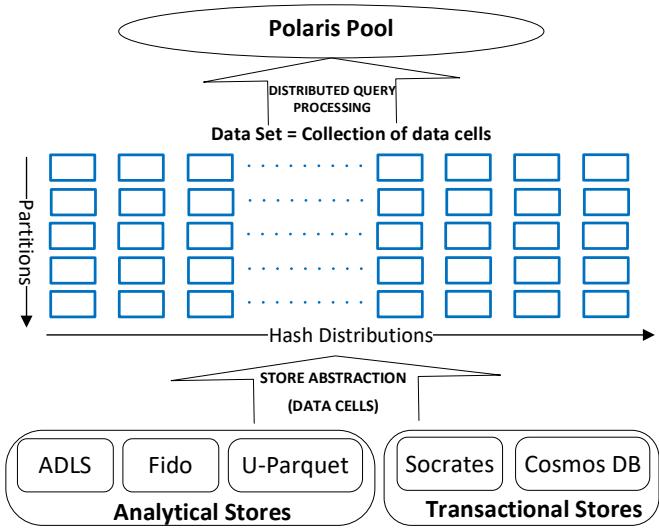 Polaris Pool
DISTRIBUTED QUERY
PROCESSING
Data Set = Collection of data cells
Partitions
Hash Distributions
STORE ABSTRACTION
(DATA CELLS)
ADLS
Fido
U-Parquet
Socrates
Cosmos DB
Analytical Stores
Transactional Stores